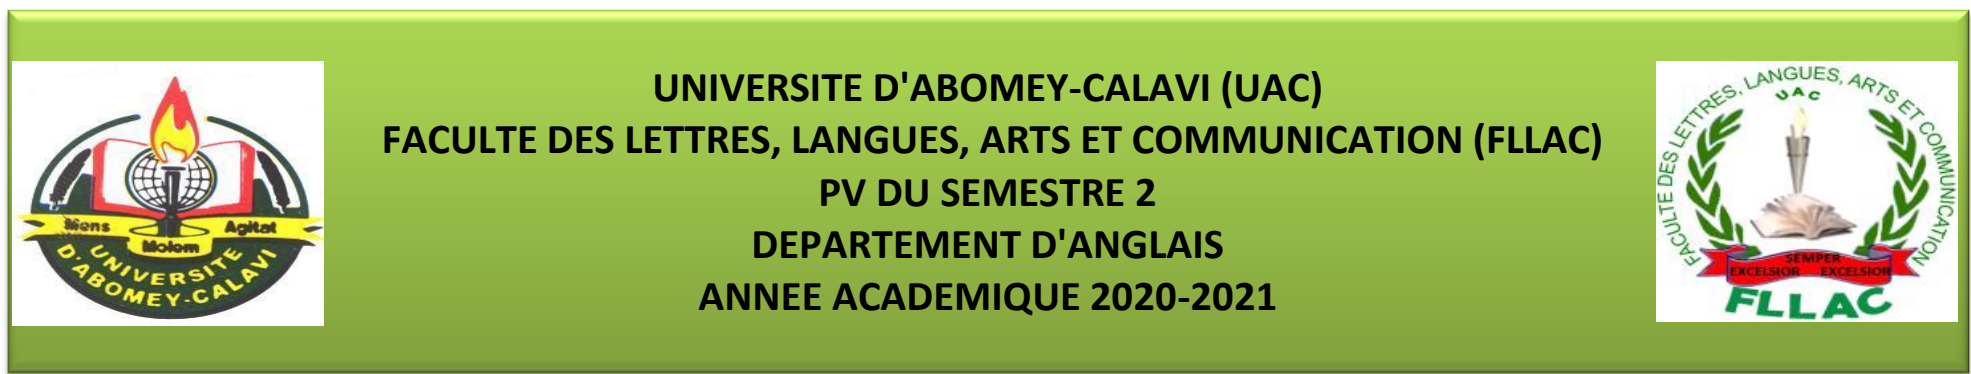 UNIVERSITE D'ABOMEY-CALAVI (UAC)
FACULTE DES LETTRES, LANGUES, ARTS ET COMMUNICATION (FLLAC)
PV DU SEMESTRE 2
DEPARTEMENT D'ANGLAIS
ANNEE ACADEMIQUE 2020-2021
Mens Agitat
Molem
UNIVERSITE
D'ABOMEY-CALAVI
FACULTE DES LETTRES, LANGUES, ARTS ET COMMUNICATION
UAC
SEMPER
EXCELSIOR EXCELSIOR
FLLAC